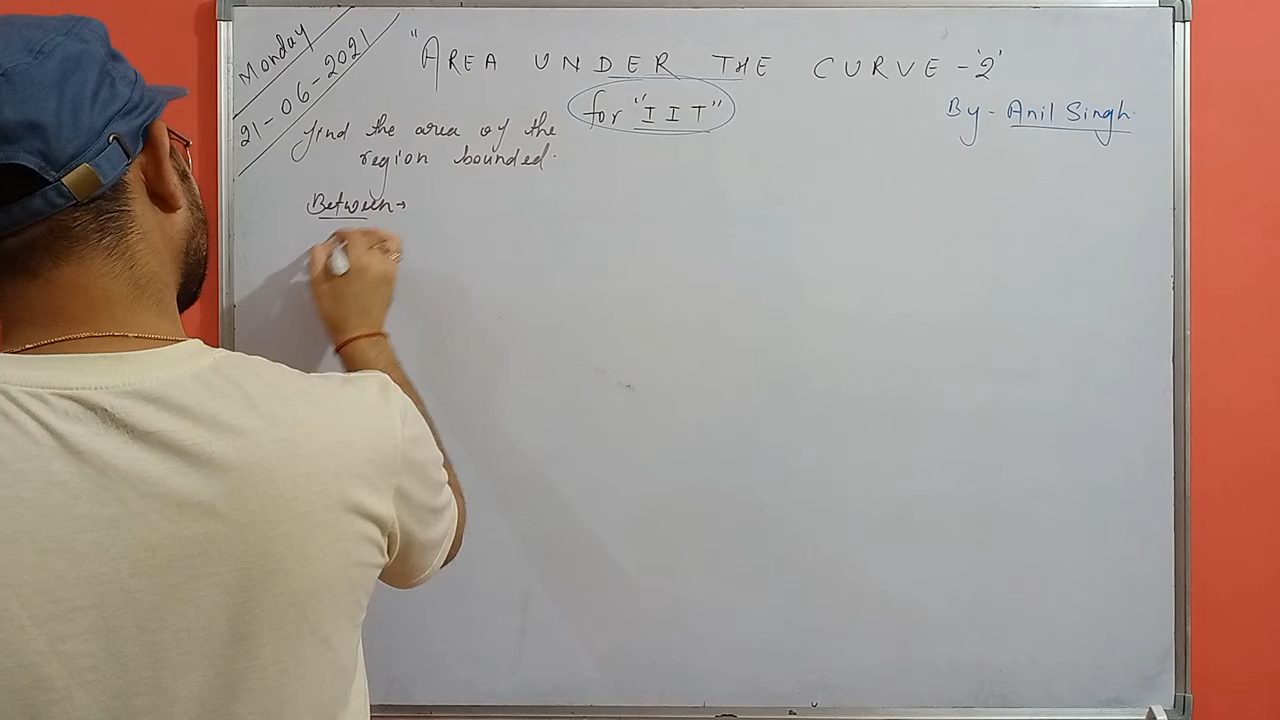 Monday
21-06-2021
"AREA UNDER THE CURVE -'2'
for "IIT"
By - Anil Singh.
find the area of the
region bounded.
Between→